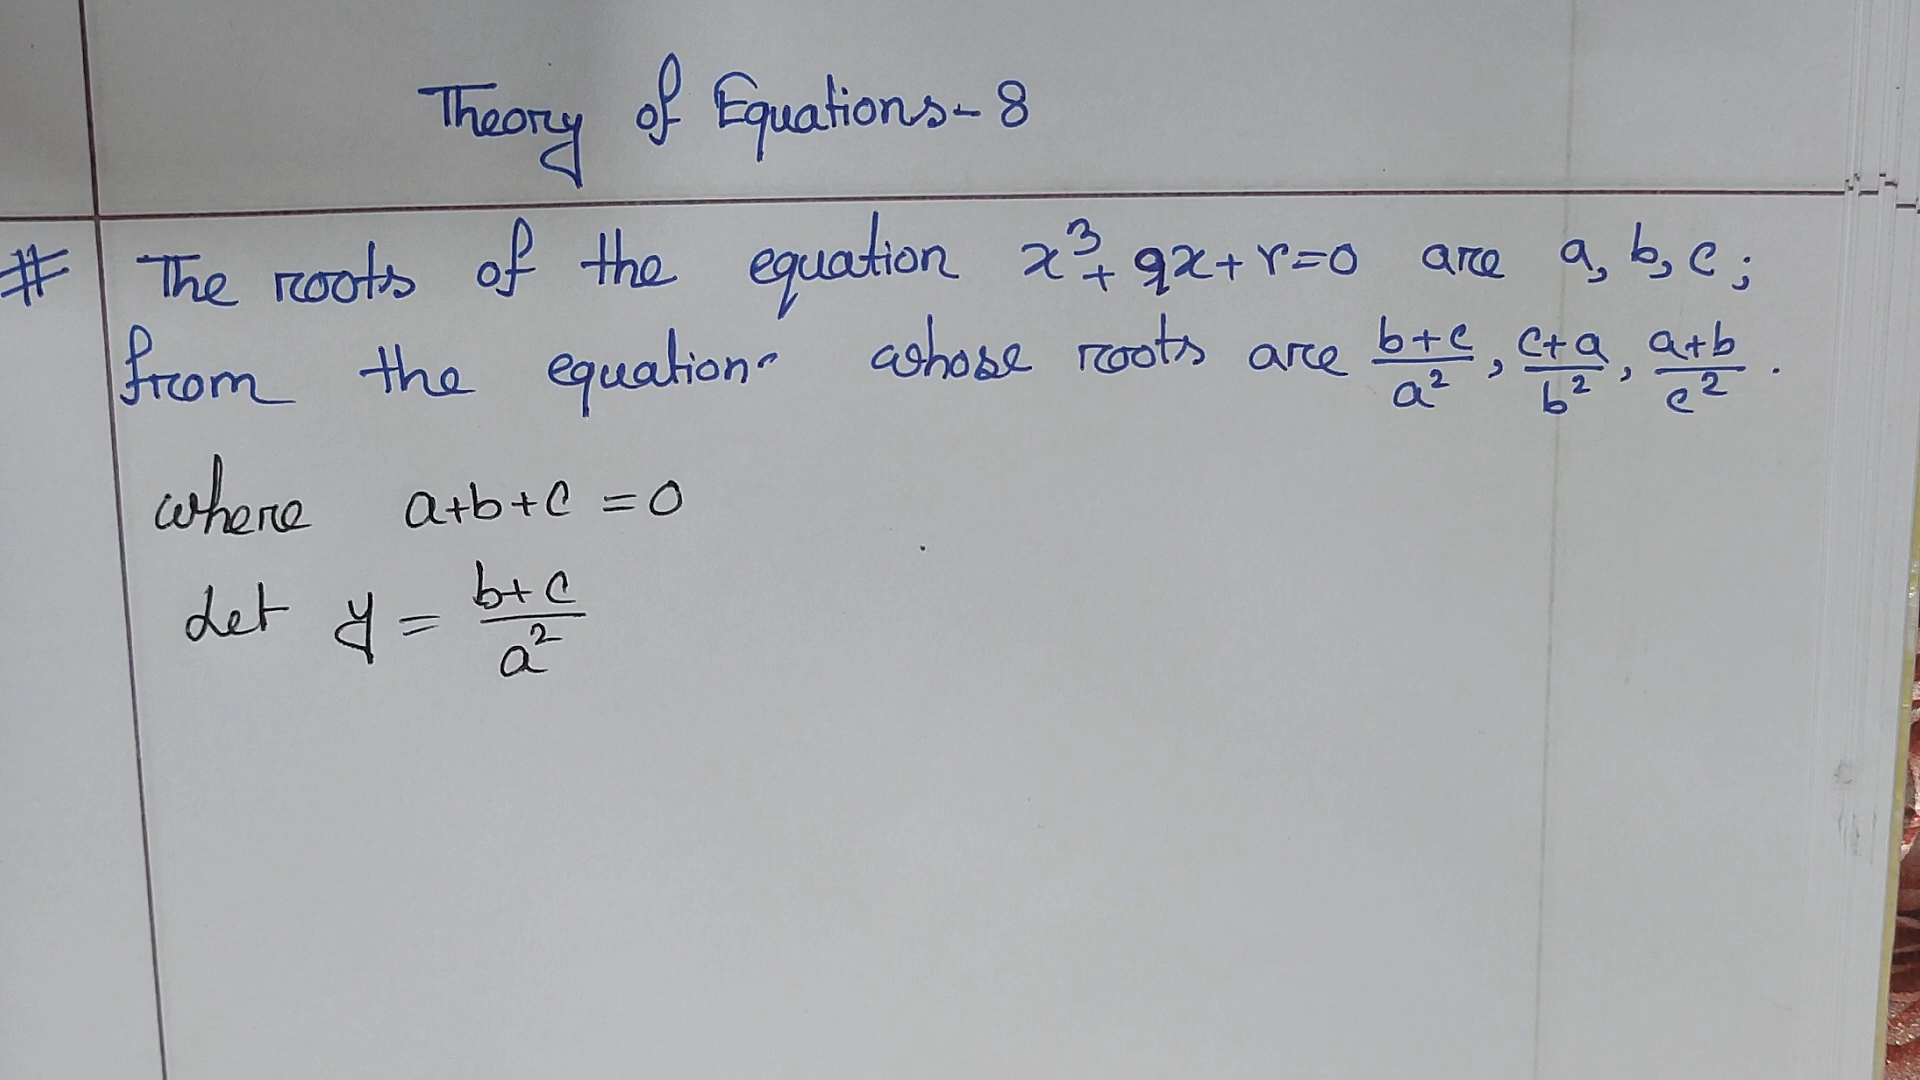 Theory of Equations-8
# The roots of the equation x³ + qx + r = 0 are a, b, c;
from the equation whose roots are (b+c)/a², (c+a)/b², (a+b)/c².
where a+b+c = 0
Let y = (b+c)/a²